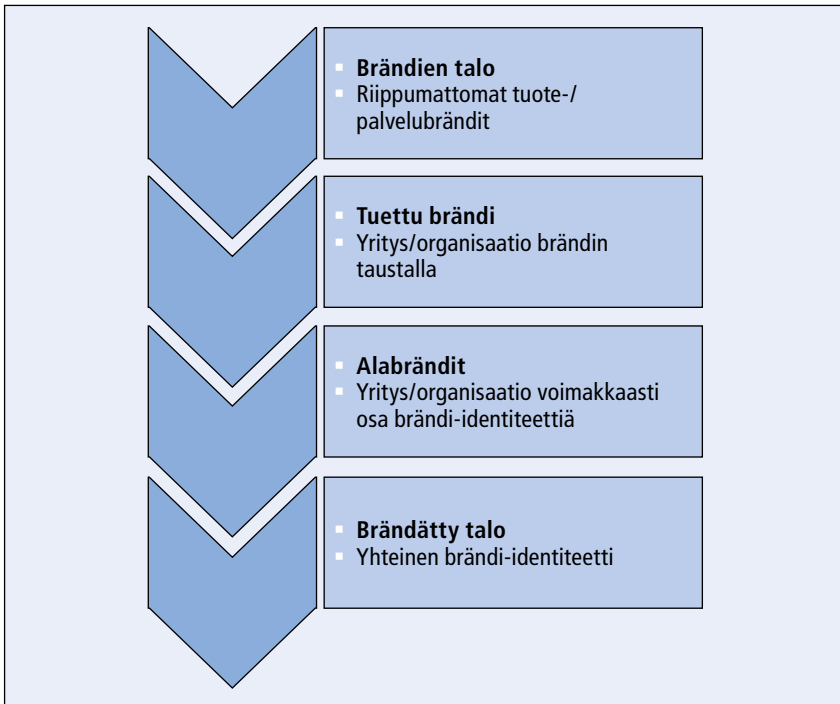 Brändien talo
Riippumattomat tuote-/
palvelubrändit
Tuettu brändi
Yritys/organisaatio brändin
taustalla
Alabrändit
Yritys/organisaatio voimakkaasti
osa brändi-identiteettiä
Brändätty talo
Yhteinen brändi-identiteetti